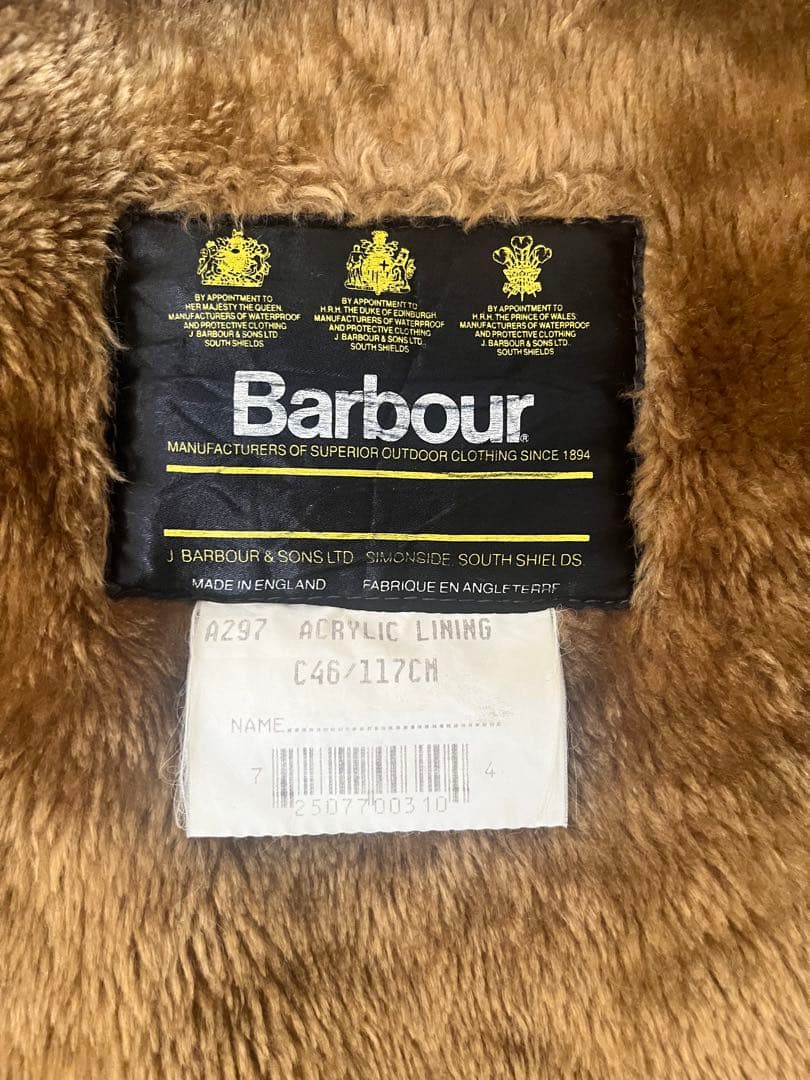 BY APPOINTMENT TO
HER MAJESTY THE QUEEN.
MANUFACTURERS OF WATERPROOF
AND PROTECTIVE CLOTHING
J. BARBOUR & SONS LTD.
SOUTH SHIELDS
BY APPOINTMENT TO
H.R.H. THE DUKE OF EDINBURGH
MANUFACTURERS OF WATERPROOF
AND PROTECTIVE CLOTHING
J. BARBOUR & SONS LTD.
SOUTH SHIELDS
BY APPOINTMENT TO
H.R.H. THE PRINCE OF WALES
MANUFACTURERS OF WATERPROOF
AND PROTECTIVE CLOTHING
J. BARBOUR & SONS LTD.
SOUTH SHIELDS
Barbour®
MANUFACTURERS OF SUPERIOR OUTDOOR CLOTHING SINCE 1894
J. BARBOUR & SONS LTD SIMONSIDE, SOUTH SHIELDS.
MADE IN ENGLAND FABRIQUE EN ANGLETERRE
A297 ACRYLIC LINING
C46/117CM
NAME..............................
7 2507700310 4